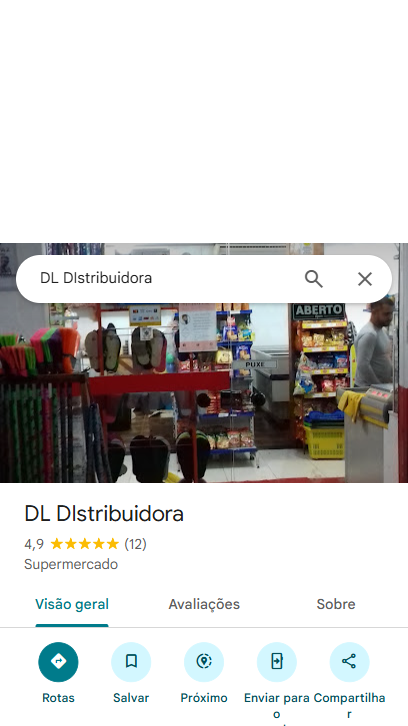 DL DIstribuidora
ABERTO
PUXE
DL DIstribuidora
4,9 (12)
Supermercado
Visão geral
Avaliações
Sobre
Rotas
Salvar
Próximo
Enviar para
o
Compartilha
r